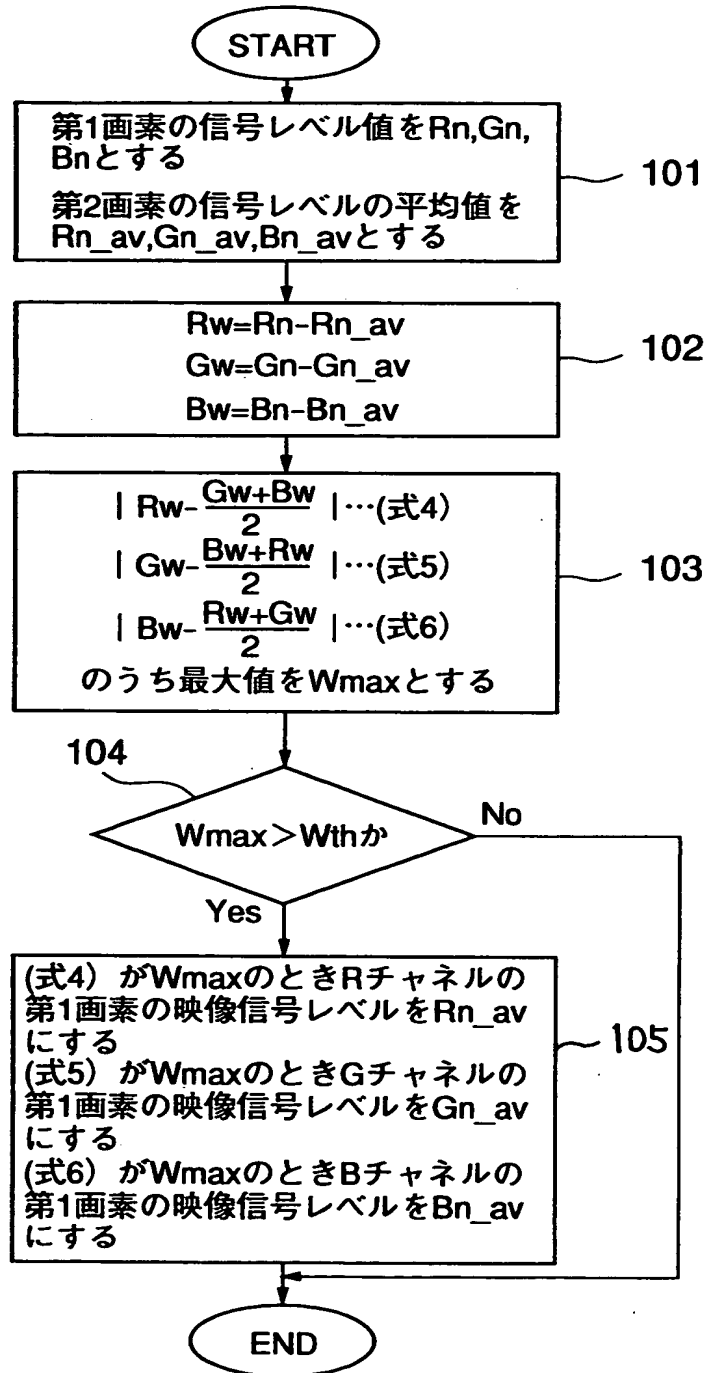 START
第1画素の信号レベル値をRn,Gn,
Bnとする
第2画素の信号レベルの平均値を
Rn_av,Gn_av,Bn_avとする
101
Rw=Rn-Rn_av
Gw=Gn-Gn_av
Bw=Bn-Bn_av
102
| Rw-\frac{Gw+Bw}{2} |…(式4)
| Gw-\frac{Bw+Rw}{2} |…(式5)
| Bw-\frac{Rw+Gw}{2} |…(式6)
のうち最大値をWmaxとする
103
104
Wmax＞Wthか
No
Yes
(式4) がWmaxのときRチャネルの
第1画素の映像信号レベルをRn_av
にする
(式5) がWmaxのときGチャネルの
第1画素の映像信号レベルをGn_av
にする
(式6) がWmaxのときBチャネルの
第1画素の映像信号レベルをBn_av
にする
105
END